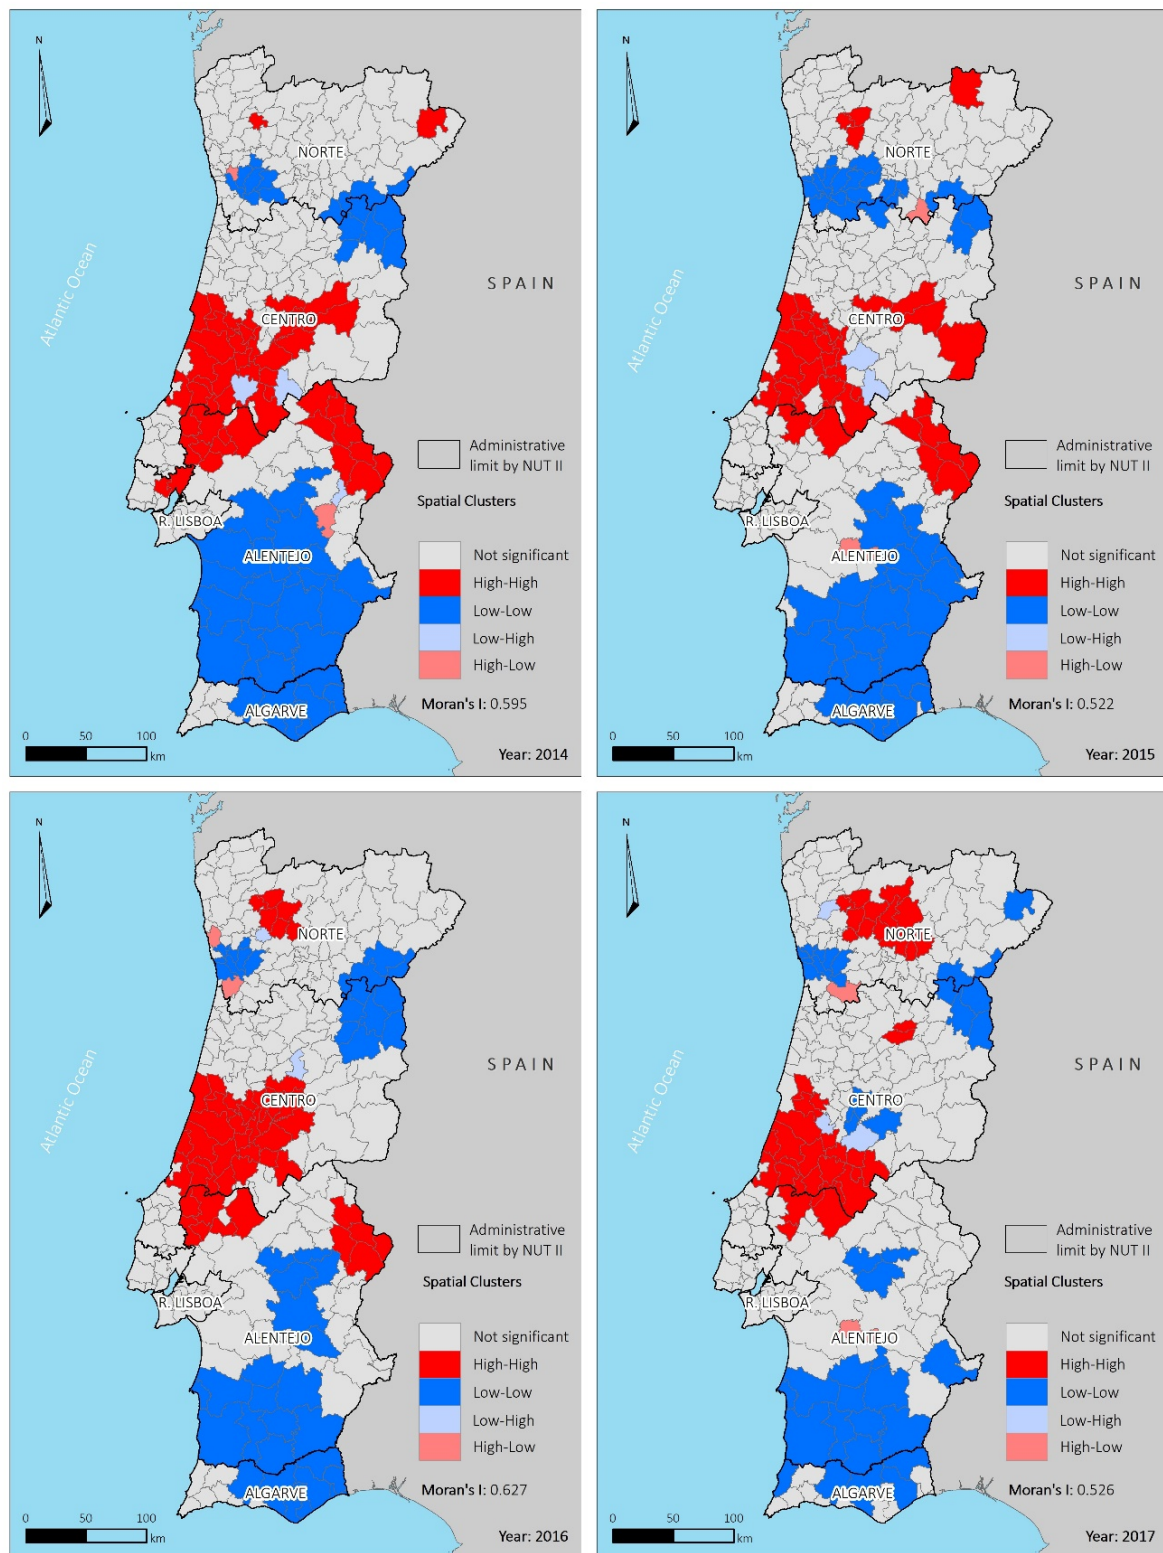 N
NORTE
Atlantic Ocean
SPAIN
CENTRO
Administrative
limit by NUT II
Spatial Clusters
R. LISBOA
ALENTEJO
Not significant
High-High
Low-Low
Low-High
High-Low
ALGARVE
Moran's I: 0.595
0 50 100
km
Year: 2014
N
NORTE
Atlantic Ocean
SPAIN
CENTRO
Administrative
limit by NUT II
Spatial Clusters
R. LISBOA
ALENTEJO
Not significant
High-High
Low-Low
Low-High
High-Low
ALGARVE
Moran's I: 0.522
0 50 100
km
Year: 2015
N
NORTE
Atlantic Ocean
SPAIN
CENTRO
Administrative
limit by NUT II
Spatial Clusters
R. LISBOA
ALENTEJO
Not significant
High-High
Low-Low
Low-High
High-Low
ALGARVE
Moran's I: 0.627
0 50 100
km
Year: 2016
N
NORTE
Atlantic Ocean
SPAIN
CENTRO
Administrative
limit by NUT II
Spatial Clusters
R. LISBOA
ALENTEJO
Not significant
High-High
Low-Low
Low-High
High-Low
ALGARVE
Moran's I: 0.526
0 50 100
km
Year: 2017